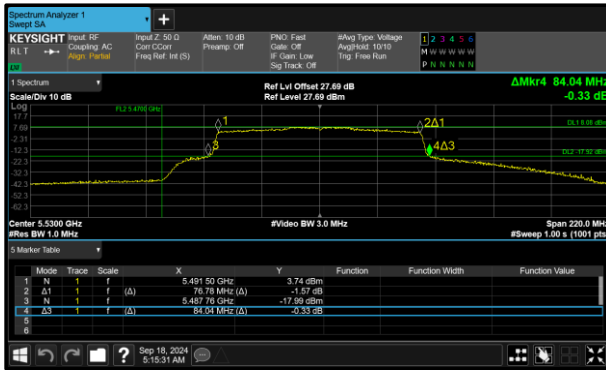 Spectrum Analyzer 1
Swept SA
KEYSIGHT Input: RF Input Z: 50 Ω Atten: 10 dB PNO: Fast #Avg Type: Voltage 1 2 3 4 5 6
RLT Coupling: AC Corr CCorr Preamp: Off Gate: Off Avg|Hold: 10/10 M W W W W W
Align: Partial Freq Ref: Int (S) IF Gain: Low Trig: Free Run P N N N N N
Sig Track: Off
1 Spectrum Ref Lvl Offset 27.69 dB ΔMkr4 84.04 MHz
Scale/Div 10 dB Ref Level 27.69 dBm -0.33 dB
Log
17.7
7.69
-2.31
-12.3
-22.3
-32.3
-42.3
-52.3
-62.3
1
2Δ1
3
4Δ3
Center 5.5300 GHz #Video BW 3.0 MHz Span 220.0 MHz
#Res BW 1.0 MHz #Sweep 1.00 s (1001 pts)
5 Marker Table
Mode Trace Scale X Y Function Function Width Function Value
1 N 1 f 5.491 50 GHz 3.74 dBm
2 Δ1 1 f (Δ) 76.78 MHz (Δ) -1.57 dB
3 N 1 f 5.487 76 GHz -17.99 dBm
4 Δ3 1 f (Δ) 84.04 MHz (Δ) -0.33 dB
5
6
? Sep 18, 2024
5:15:31 AM